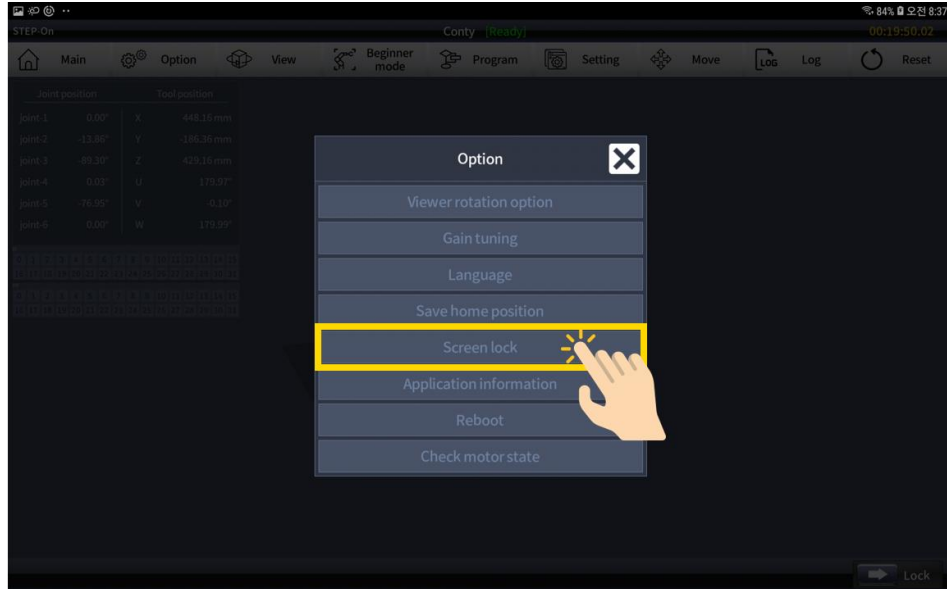 84% 오전 8:37
STEP-On Conty [Ready] 00:19:50.02
Main Option View Beginner mode Program Setting Move LOG Log Reset
Joint position Tool position
joint-1 0.00° X 448.16 mm
joint-2 -13.86° Y -186.36 mm
joint-3 -89.30° Z 429.16 mm
joint-4 0.03° U 179.97°
joint-5 -76.95° V -0.10°
joint-6 0.00° W 179.99°
Option
Viewer rotation option
Gain tuning
Language
Save home position
Screen lock
Application information
Reboot
Check motor state
Lock